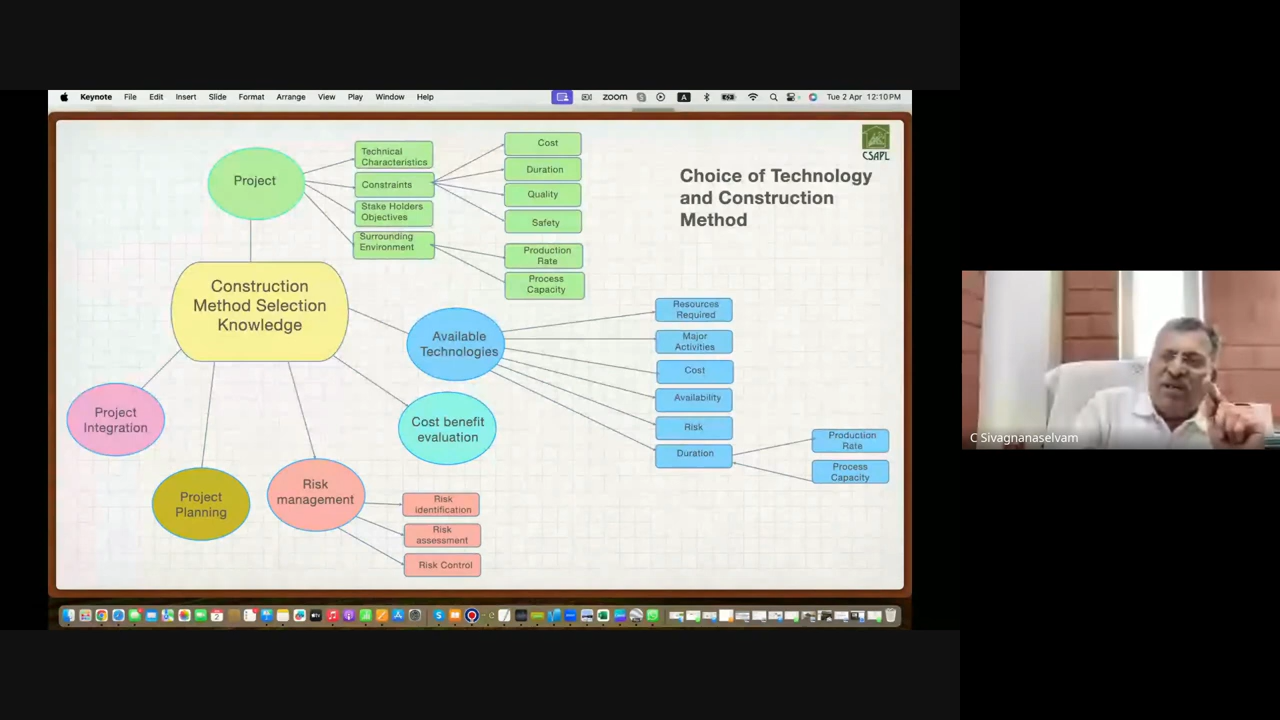 Keynote File Edit Insert Slide Format Arrange View Play Window Help
zoom
A
Tue 2 Apr 12:10 PM
CSAPL
Choice of Technology
and Construction
Method
Project
Technical
Characteristics
Constraints
Stake Holders
Objectives
Surrounding
Environment
Cost
Duration
Quality
Safety
Production
Rate
Process
Capacity
Construction
Method Selection
Knowledge
Available
Technologies
Resources
Required
Major
Activities
Cost
Availability
Risk
Duration
Production
Rate
Process
Capacity
Cost benefit
evaluation
Project
Integration
Project
Planning
Risk
management
Risk
identification
Risk
assessment
Risk Control
C Sivagnanaselvam